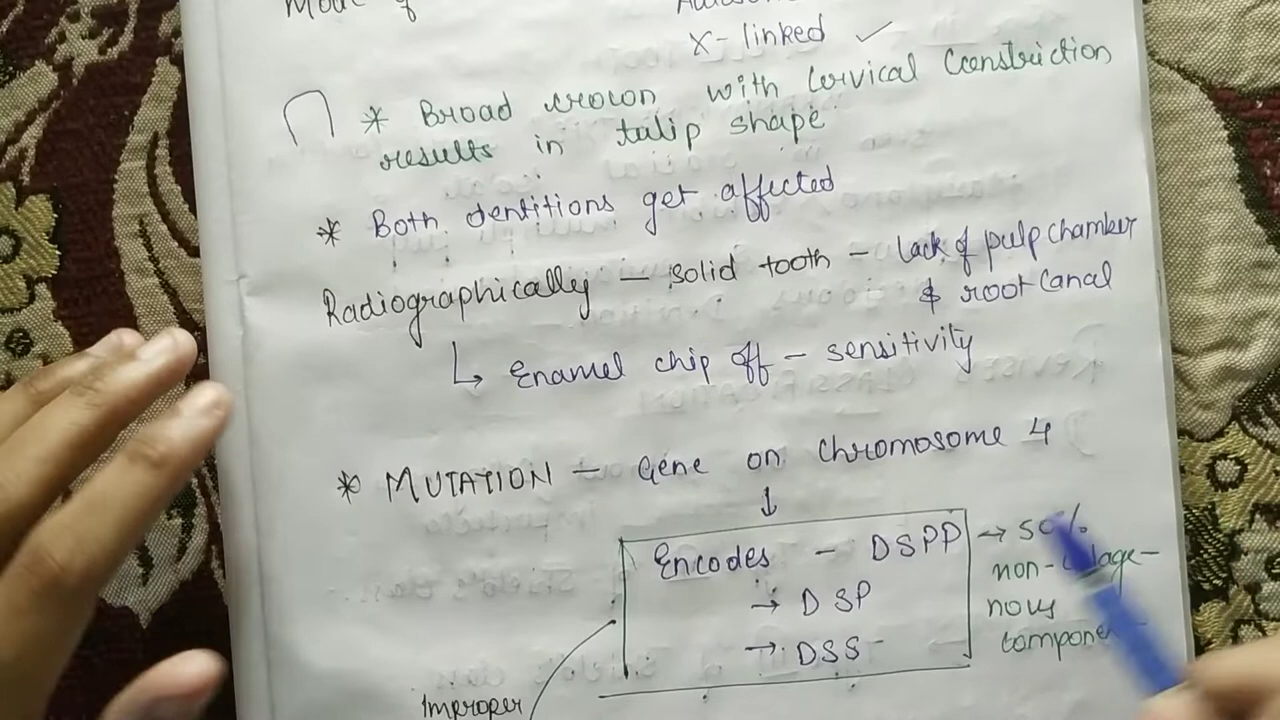 X- linked ✓
* Broad crown with Cervical Constriction
results in tulip shape
* Both dentitions get affected
Radiographically — solid tooth – lack of pulp chamber
& root Canal
↳ Enamel chip off – sensitivity
* MUTATION – Gene on Chromosome 4
↓
Encodes – DSPP → 50%
non-
→ DSP
nous
→ DSS
Improper